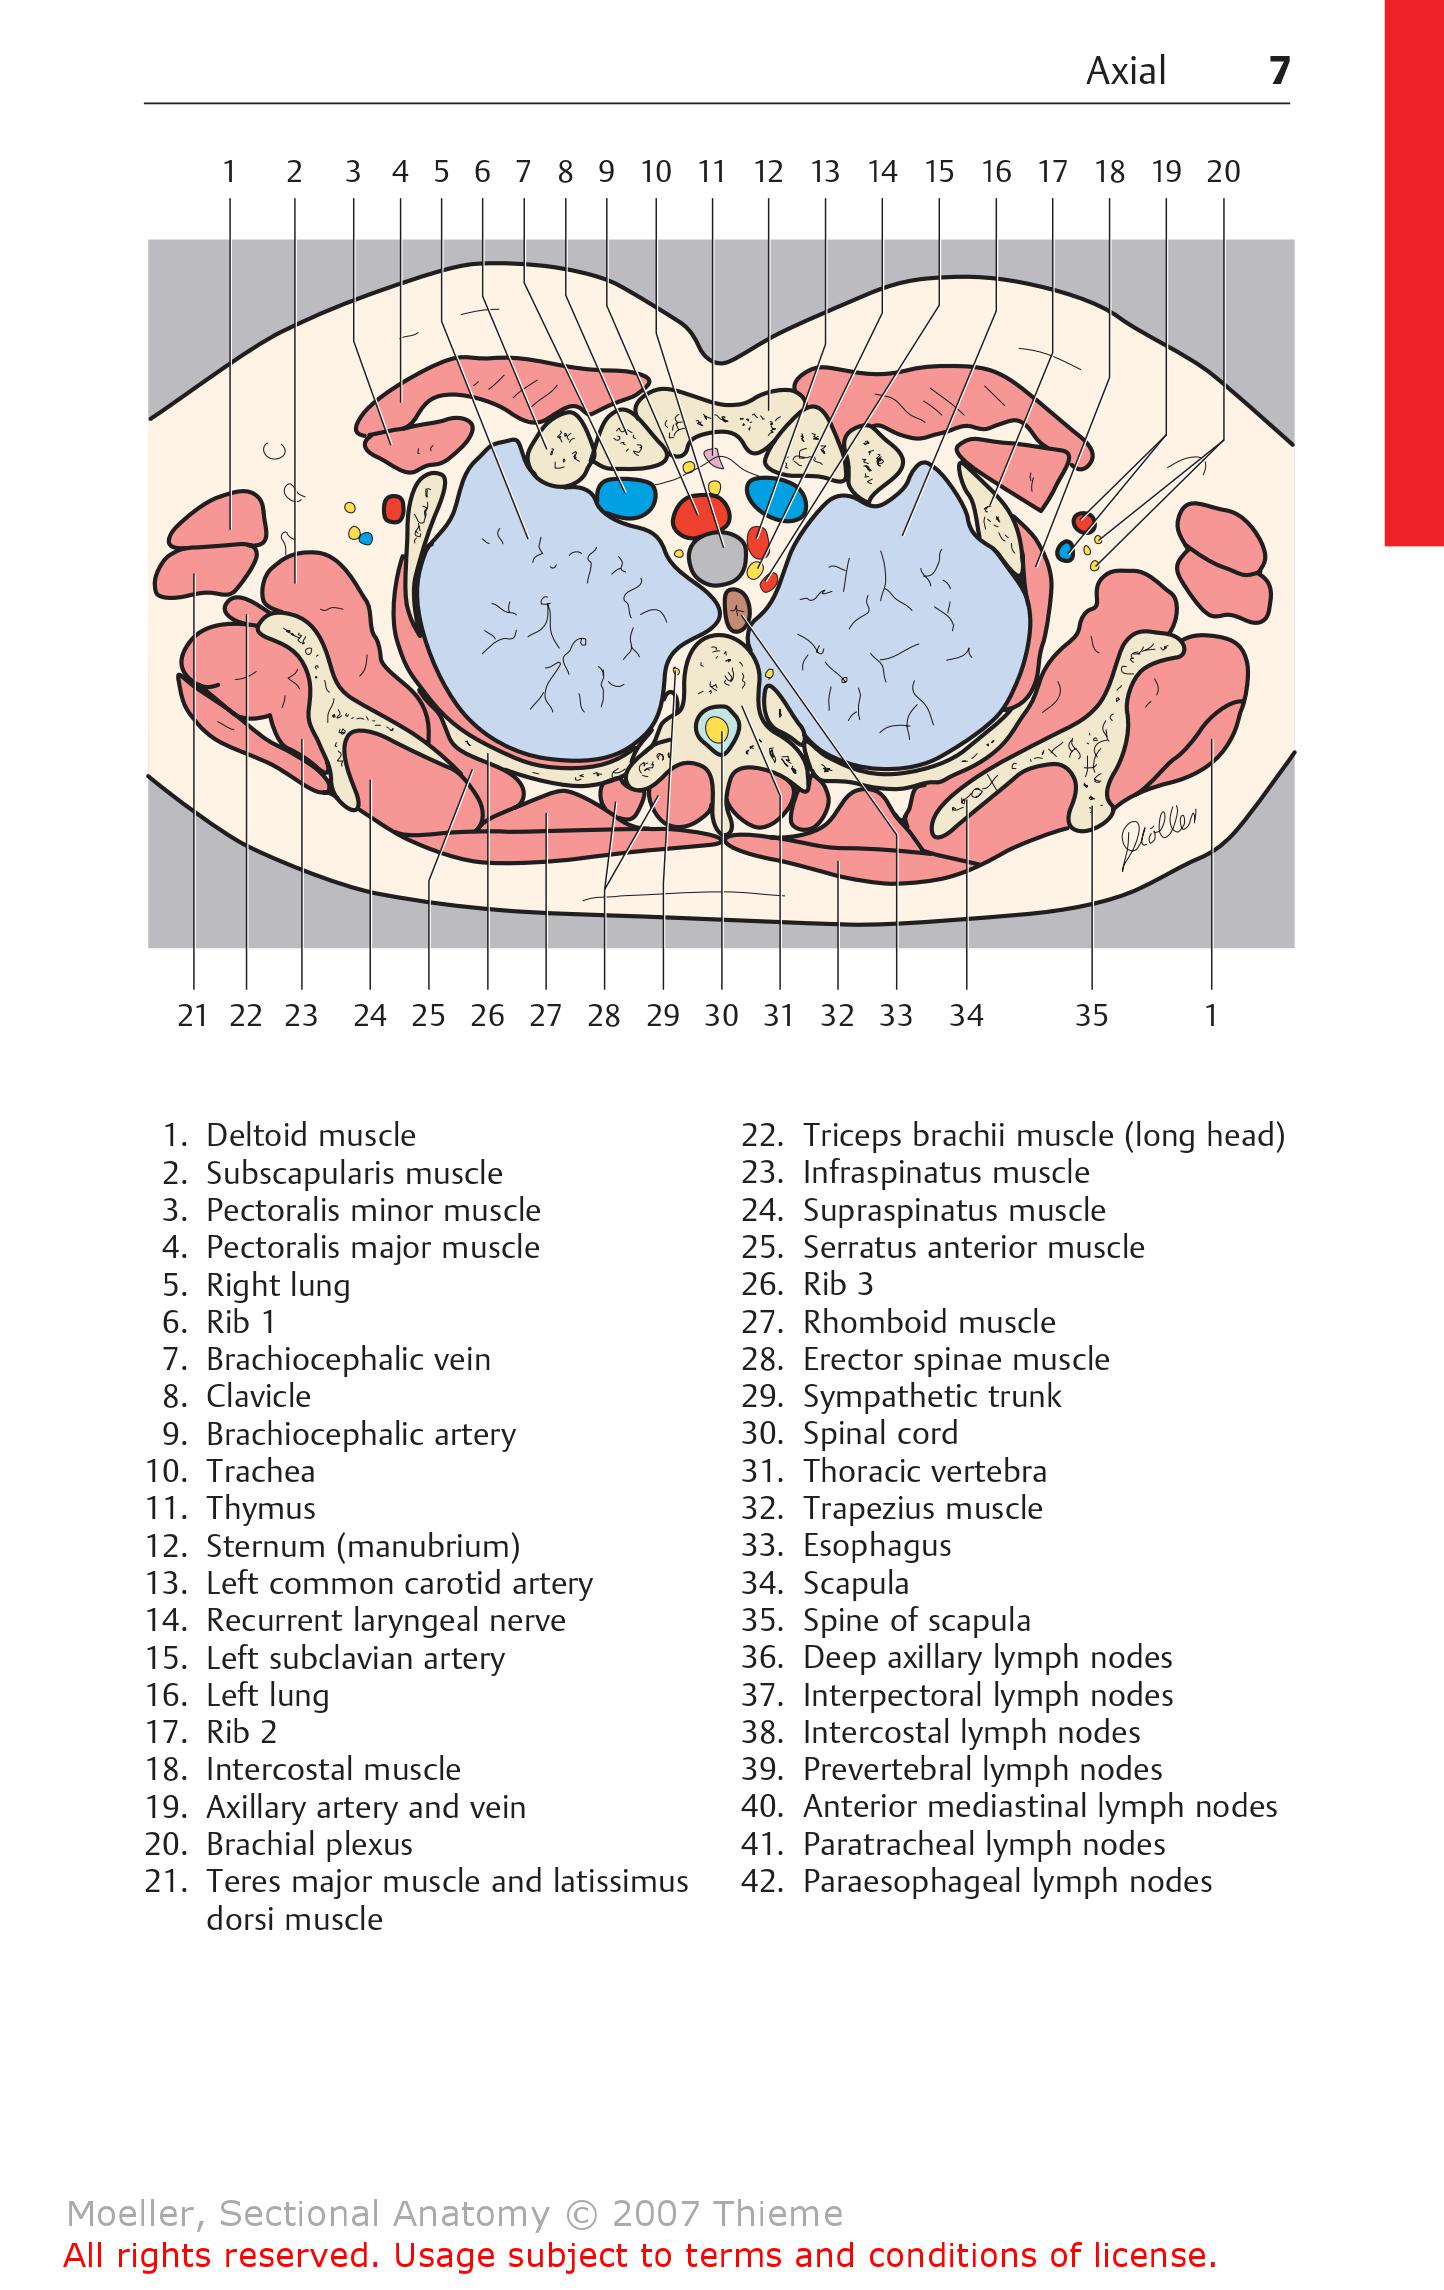 Axial 7
1 2 3 4 5 6 7 8 9 10 11 12 13 14 15 16 17 18 19 20
Möller
21 22 23 24 25 26 27 28 29 30 31 32 33 34 35 1
1. Deltoid muscle
2. Subscapularis muscle
3. Pectoralis minor muscle
4. Pectoralis major muscle
5. Right lung
6. Rib 1
7. Brachiocephalic vein
8. Clavicle
9. Brachiocephalic artery
10. Trachea
11. Thymus
12. Sternum (manubrium)
13. Left common carotid artery
14. Recurrent laryngeal nerve
15. Left subclavian artery
16. Left lung
17. Rib 2
18. Intercostal muscle
19. Axillary artery and vein
20. Brachial plexus
21. Teres major muscle and latissimus
dorsi muscle
22. Triceps brachii muscle (long head)
23. Infraspinatus muscle
24. Supraspinatus muscle
25. Serratus anterior muscle
26. Rib 3
27. Rhomboid muscle
28. Erector spinae muscle
29. Sympathetic trunk
30. Spinal cord
31. Thoracic vertebra
32. Trapezius muscle
33. Esophagus
34. Scapula
35. Spine of scapula
36. Deep axillary lymph nodes
37. Interpectoral lymph nodes
38. Intercostal lymph nodes
39. Prevertebral lymph nodes
40. Anterior mediastinal lymph nodes
41. Paratracheal lymph nodes
42. Paraesophageal lymph nodes
Moeller, Sectional Anatomy © 2007 Thieme
All rights reserved. Usage subject to terms and conditions of license.